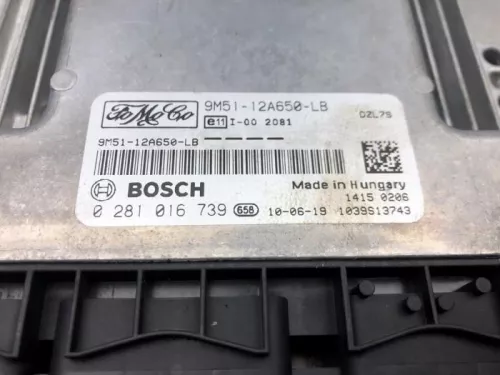 FoMoCo 9M51-12A650-LB
e11 I-00 2081
DZL7S
9M51-12A650-LB
BOSCH
Made in Hungary
1415 0206
0 281 016 739 658 10-06-19 1039S13743